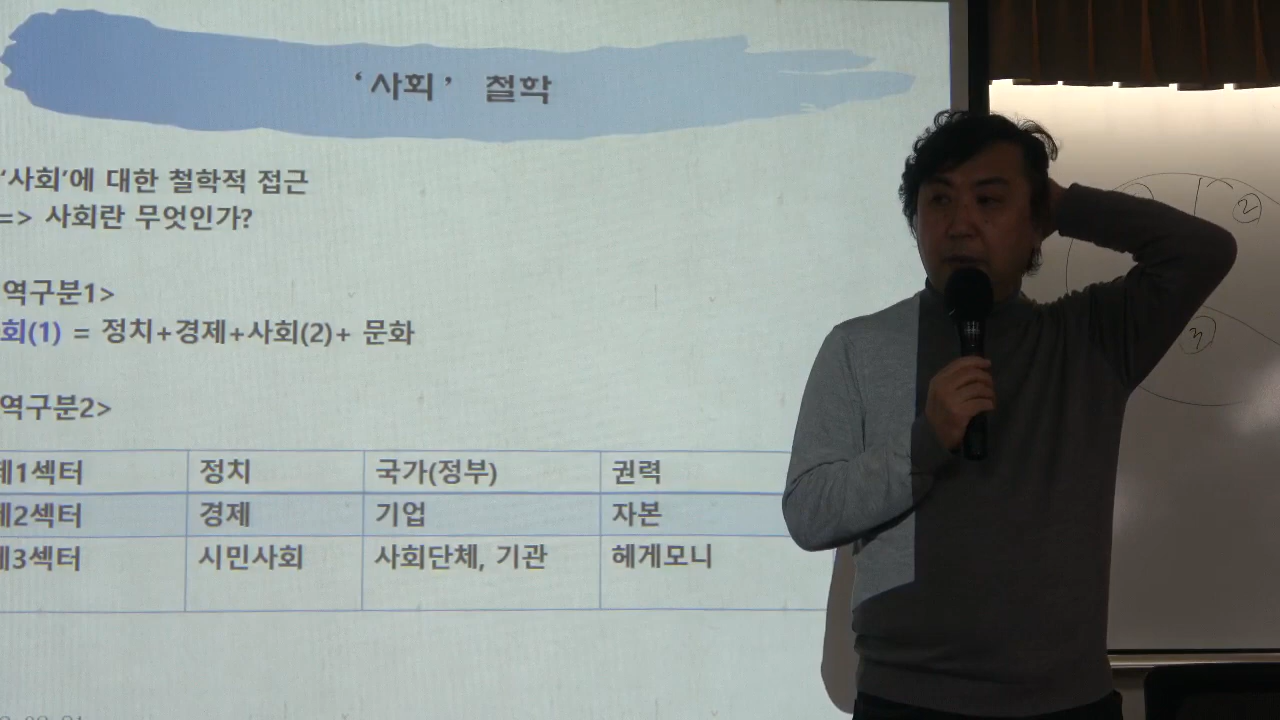 ‘사회’ 철학
‘사회’에 대한 철학적 접근
=> 사회란 무엇인가?
역구분1>
회(1) = 정치+경제+사회(2)+ 문화
역구분2>
제1섹터 정치 국가(정부) 권력
제2섹터 경제 기업 자본
제3섹터 시민사회 사회단체, 기관 헤게모니
②
③